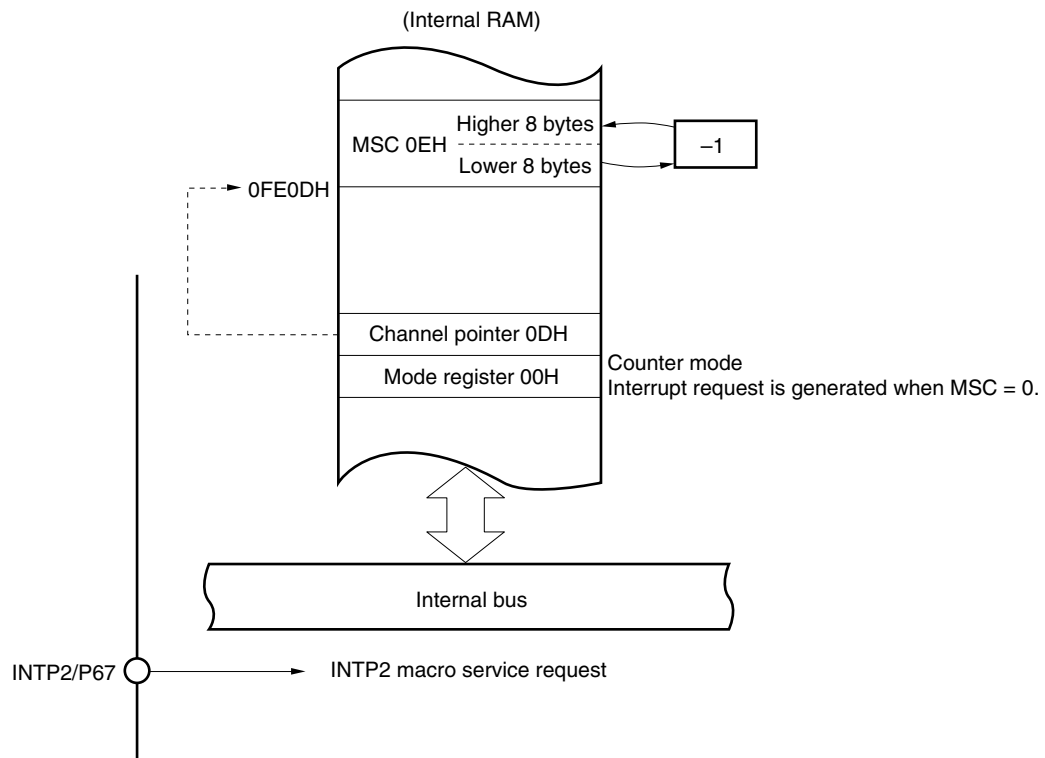 (Internal RAM)
Higher 8 bytes
MSC 0EH
Lower 8 bytes
–1
0FE0DH
Channel pointer 0DH
Mode register 00H
Counter mode
Interrupt request is generated when MSC = 0.
Internal bus
INTP2/P67
INTP2 macro service request